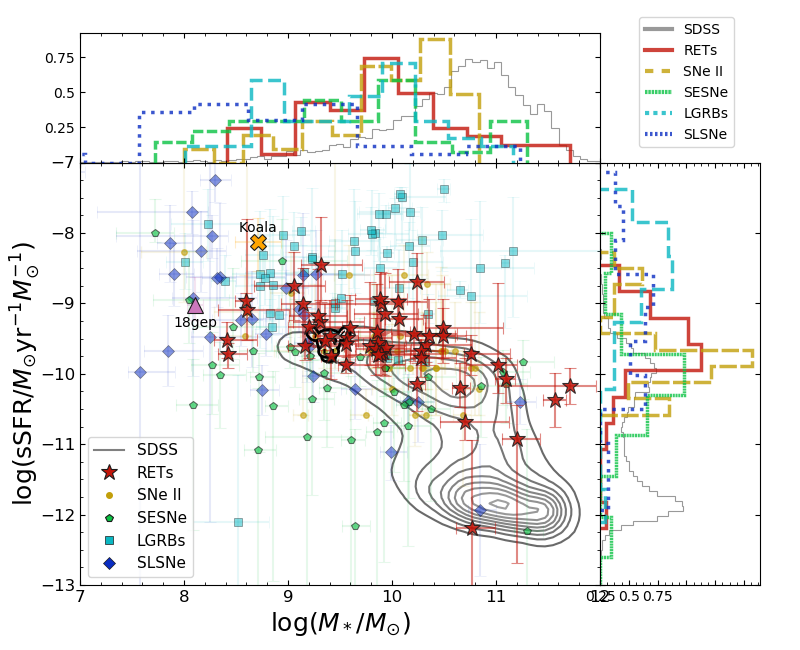 SDSS
RETs
SNe II
SESNe
LGRBs
SLSNe
0.75
0.5
0.25
−7
−8
−9
−10
−11
−12
−13
log(sSFR/M⊙yr⁻¹M⊙⁻¹)
Koala
18gep
SDSS
RETs
SNe II
SESNe
LGRBs
SLSNe
7 8 9 10 11 12
0.25 0.5 0.75
log(M*/M⊙)